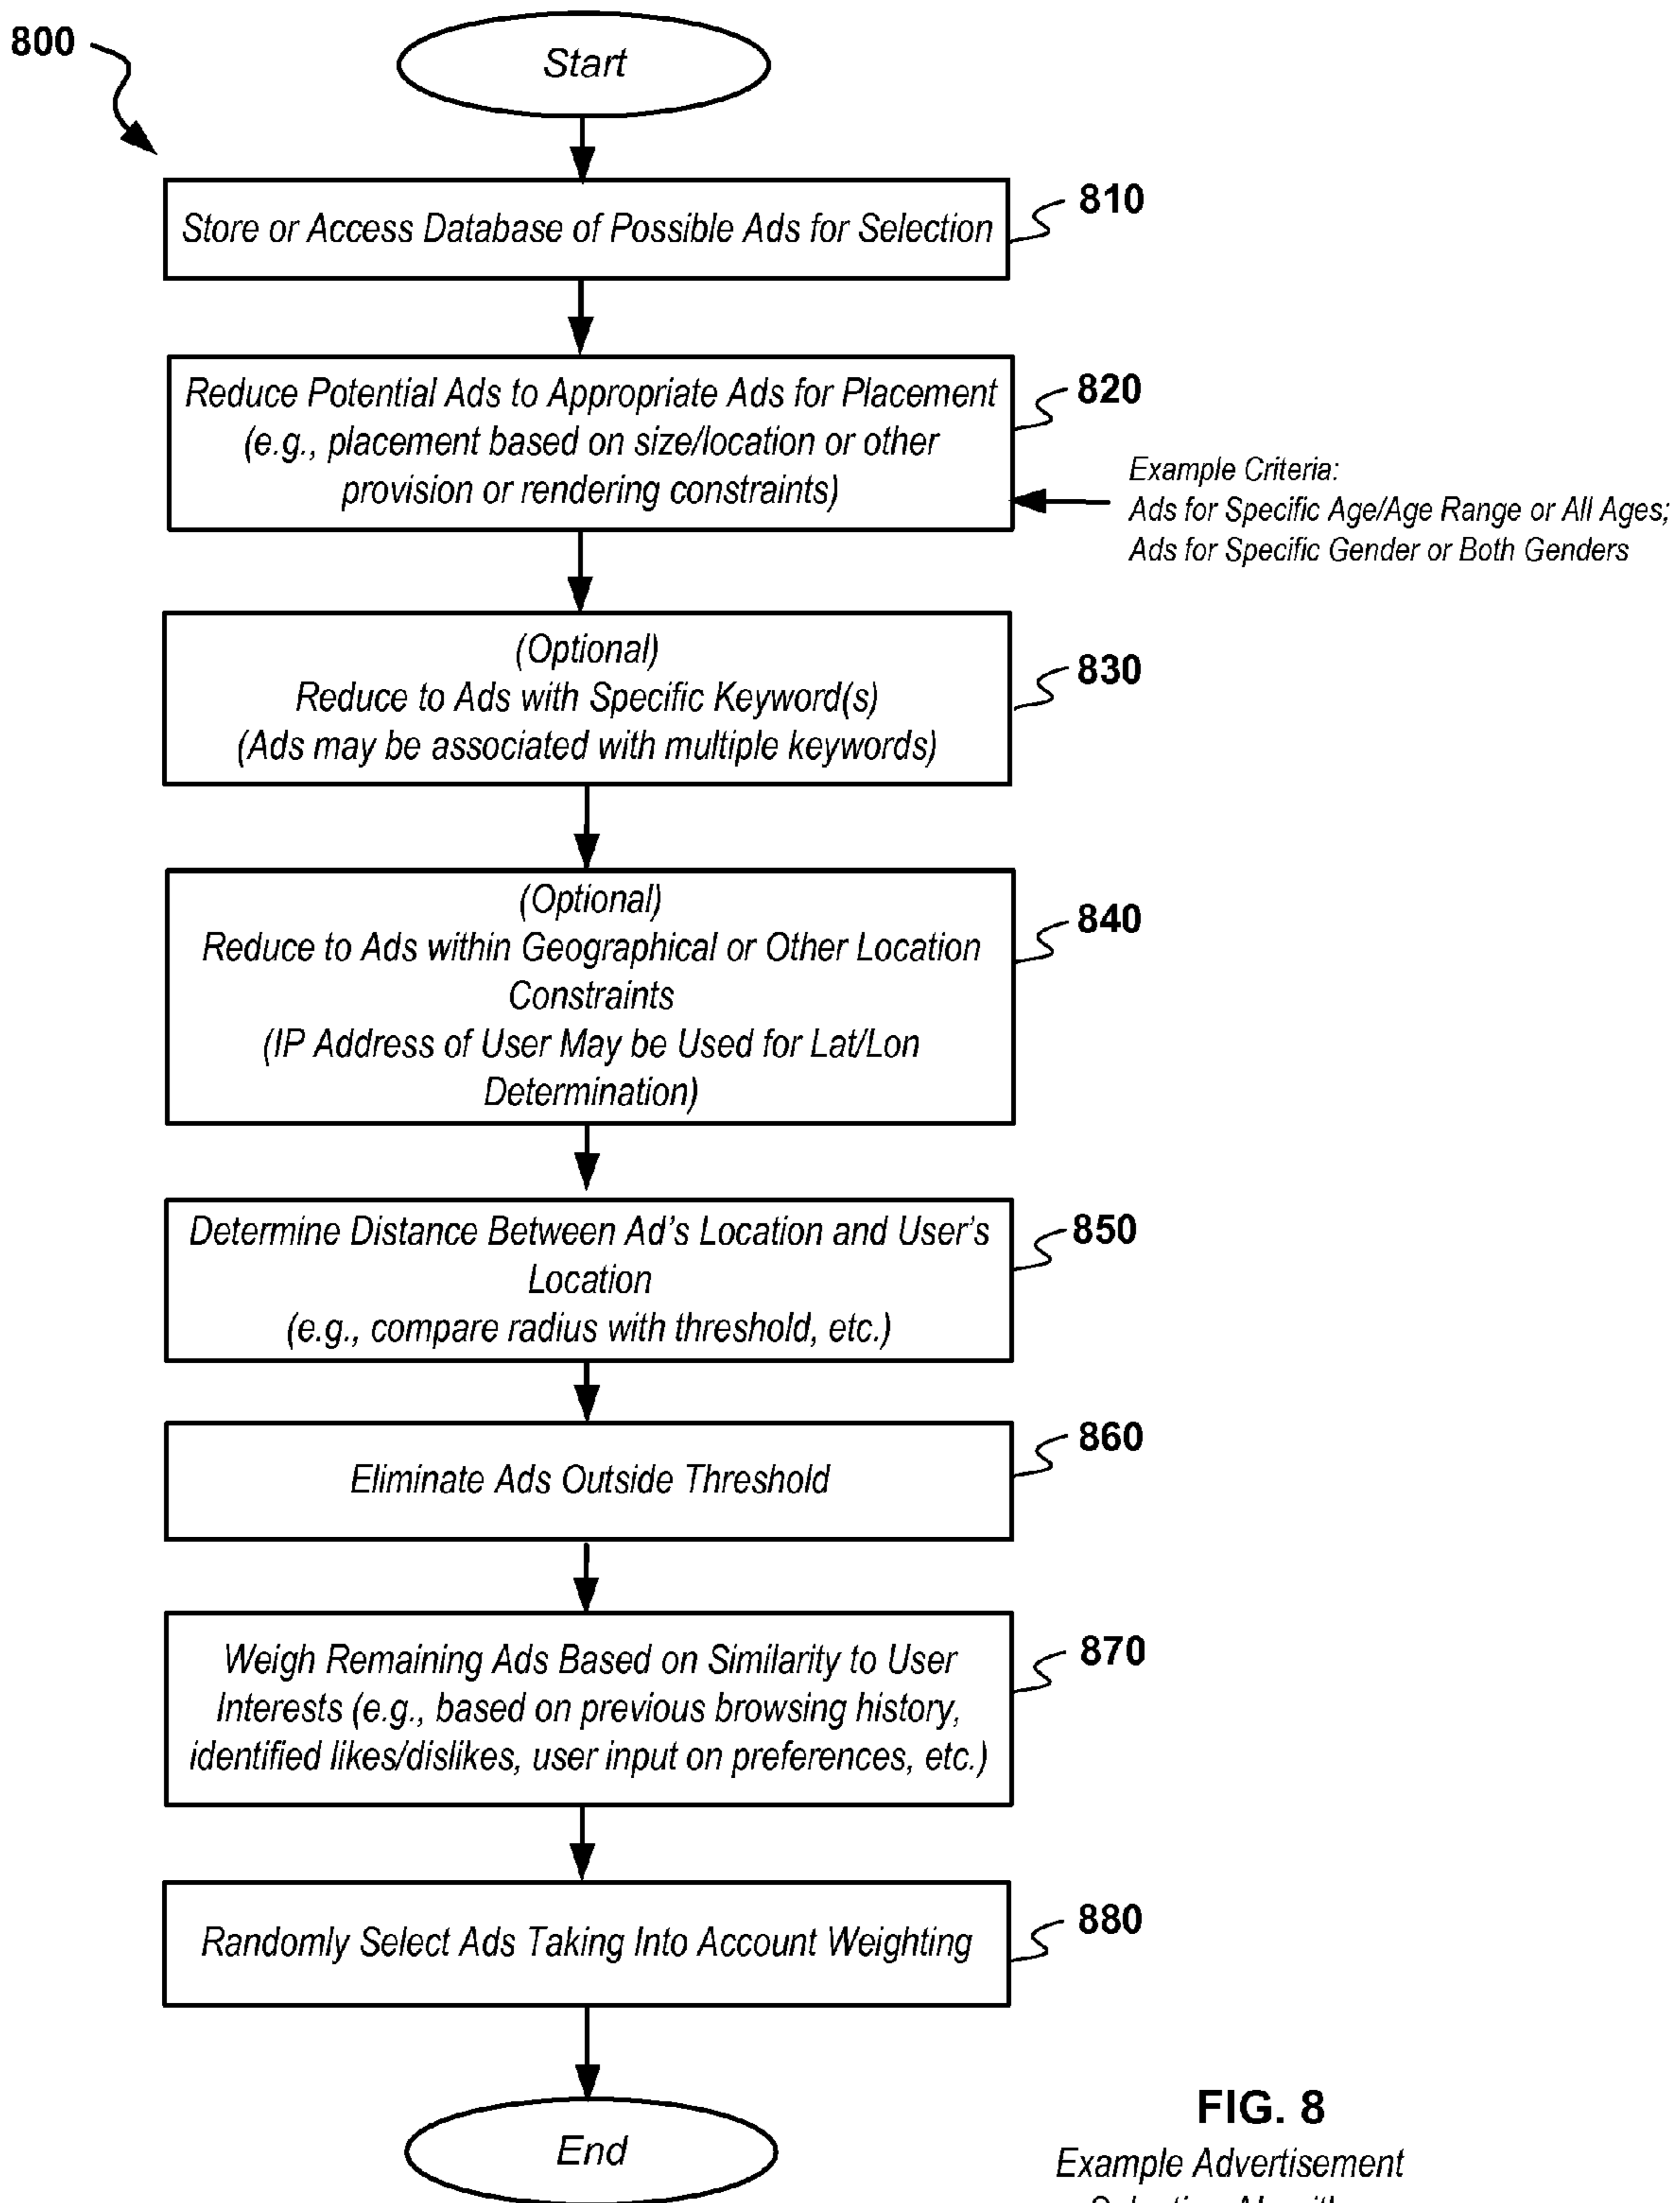 800
Start
Store or Access Database of Possible Ads for Selection
810
Reduce Potential Ads to Appropriate Ads for Placement
(e.g., placement based on size/location or other
provision or rendering constraints)
820
Example Criteria:
Ads for Specific Age/Age Range or All Ages;
Ads for Specific Gender or Both Genders
(Optional)
Reduce to Ads with Specific Keyword(s)
(Ads may be associated with multiple keywords)
830
(Optional)
Reduce to Ads within Geographical or Other Location
Constraints
(IP Address of User May be Used for Lat/Lon
Determination)
840
Determine Distance Between Ad's Location and User's
Location
(e.g., compare radius with threshold, etc.)
850
Eliminate Ads Outside Threshold
860
Weigh Remaining Ads Based on Similarity to User
Interests (e.g., based on previous browsing history,
identified likes/dislikes, user input on preferences, etc.)
870
Randomly Select Ads Taking Into Account Weighting
880
End
FIG. 8
Example Advertisement